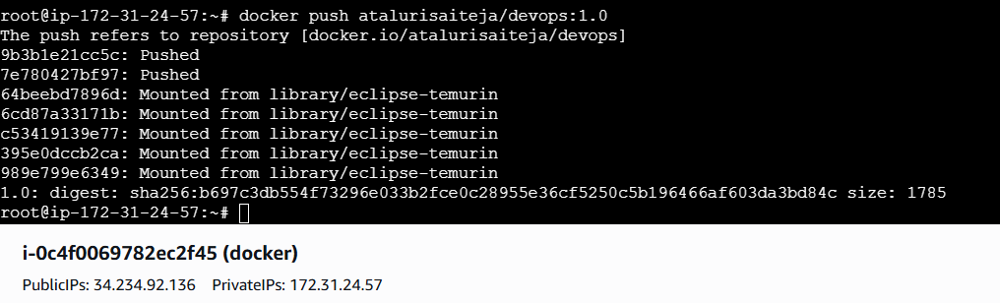 root@ip-172-31-24-57:~# docker push atalurisaiteja/devops:1.0
The push refers to repository [docker.io/atalurisaiteja/devops]
9b3b1e21cc5c: Pushed
7e780427bf97: Pushed
64beebd7896d: Mounted from library/eclipse-temurin
6cd87a33171b: Mounted from library/eclipse-temurin
c53419139e77: Mounted from library/eclipse-temurin
395e0dccb2ca: Mounted from library/eclipse-temurin
989e799e6349: Mounted from library/eclipse-temurin
1.0: digest: sha256:b697c3db554f73296e033b2fce0c28955e36cf5250c5b196466af603da3bd84c size: 1785
root@ip-172-31-24-57:~#
i-0c4f0069782ec2f45 (docker)
PublicIPs: 34.234.92.136 PrivateIPs: 172.31.24.57